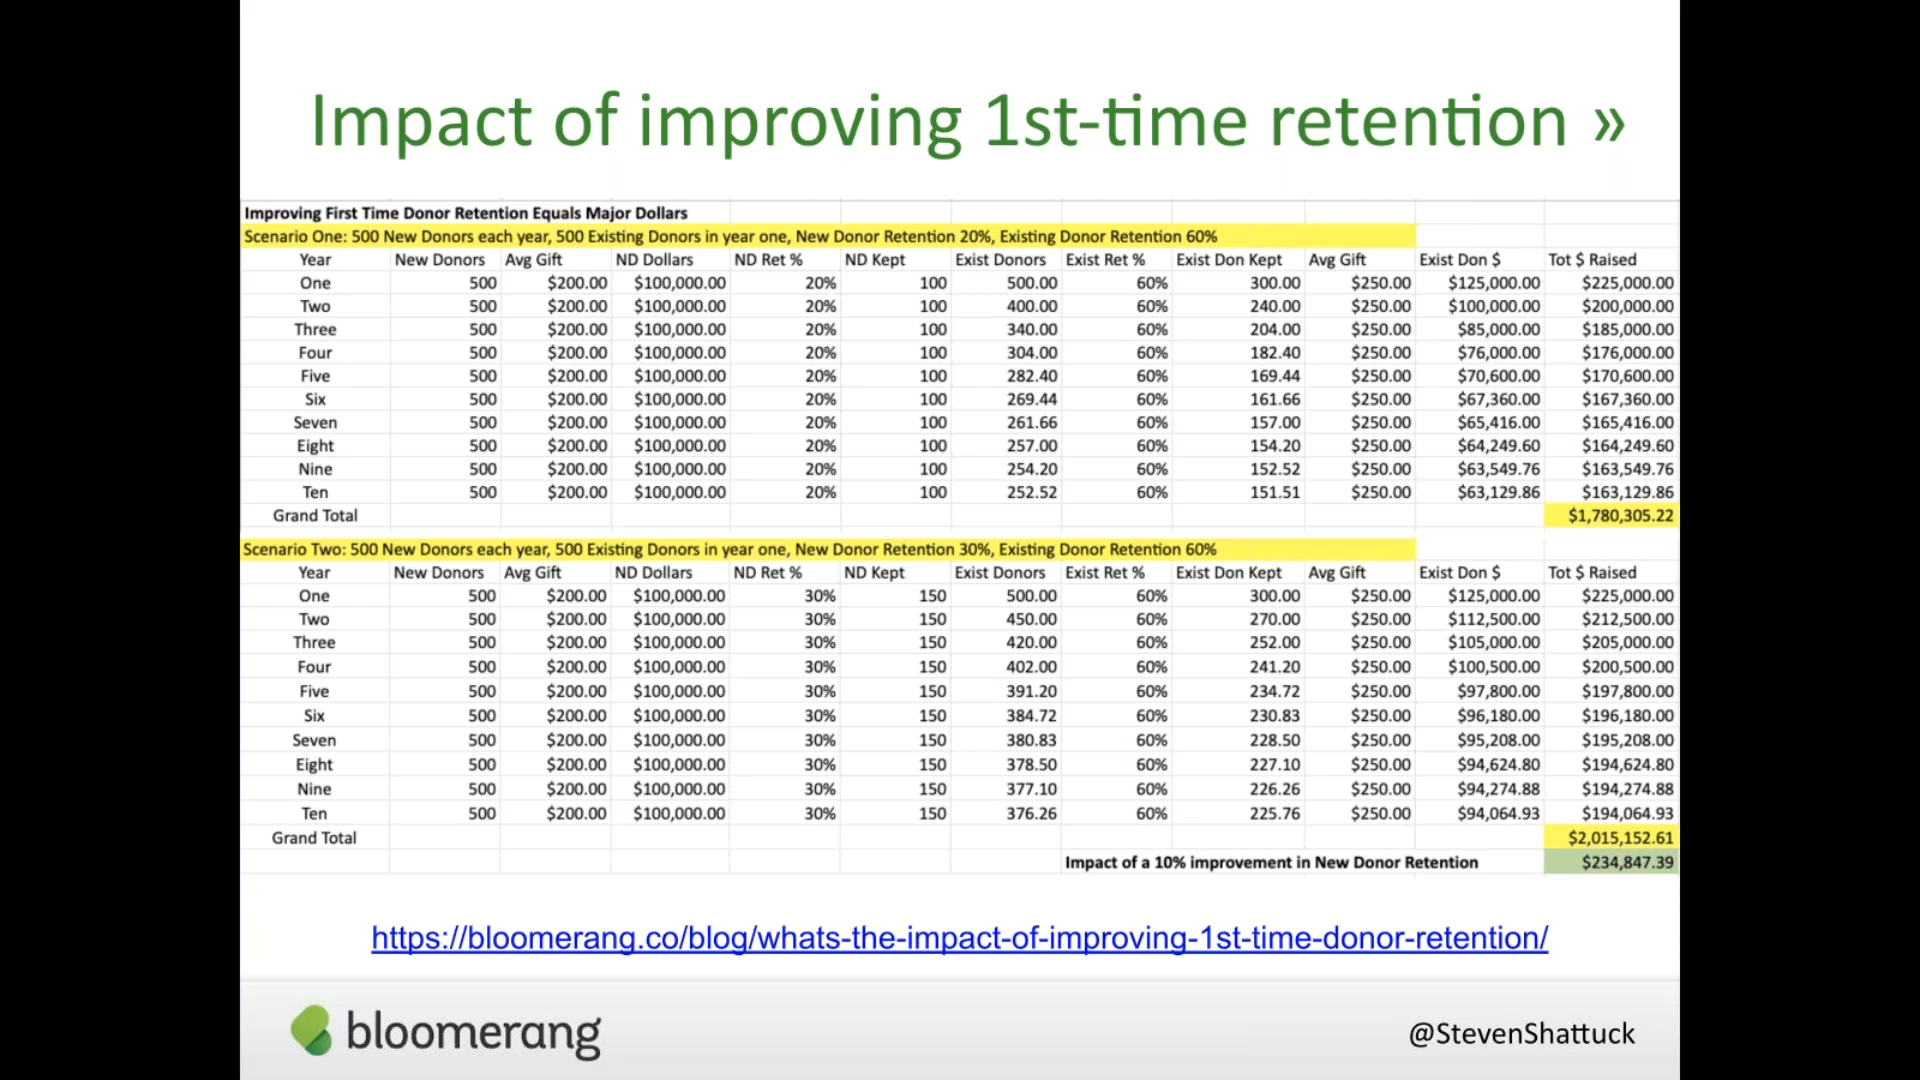 Impact of improving 1st-time retention »
Improving First Time Donor Retention Equals Major Dollars
Scenario One: 500 New Donors each year, 500 Existing Donors in year one, New Donor Retention 20%, Existing Donor Retention 60%
Year New Donors Avg Gift ND Dollars ND Ret % ND Kept Exist Donors Exist Ret % Exist Don Kept Avg Gift Exist Don $ Tot $ Raised
One 500 $200.00 $100,000.00 20% 100 500.00 60% 300.00 $250.00 $125,000.00 $225,000.00
Two 500 $200.00 $100,000.00 20% 100 400.00 60% 240.00 $250.00 $100,000.00 $200,000.00
Three 500 $200.00 $100,000.00 20% 100 340.00 60% 204.00 $250.00 $85,000.00 $185,000.00
Four 500 $200.00 $100,000.00 20% 100 304.00 60% 182.40 $250.00 $76,000.00 $176,000.00
Five 500 $200.00 $100,000.00 20% 100 282.40 60% 169.44 $250.00 $70,600.00 $170,600.00
Six 500 $200.00 $100,000.00 20% 100 269.44 60% 161.66 $250.00 $67,360.00 $167,360.00
Seven 500 $200.00 $100,000.00 20% 100 261.66 60% 157.00 $250.00 $65,416.00 $165,416.00
Eight 500 $200.00 $100,000.00 20% 100 257.00 60% 154.20 $250.00 $64,249.60 $164,249.60
Nine 500 $200.00 $100,000.00 20% 100 254.20 60% 152.52 $250.00 $63,549.76 $163,549.76
Ten 500 $200.00 $100,000.00 20% 100 252.52 60% 151.51 $250.00 $63,129.86 $163,129.86
Grand Total $1,780,305.22
Scenario Two: 500 New Donors each year, 500 Existing Donors in year one, New Donor Retention 30%, Existing Donor Retention 60%
Year New Donors Avg Gift ND Dollars ND Ret % ND Kept Exist Donors Exist Ret % Exist Don Kept Avg Gift Exist Don $ Tot $ Raised
One 500 $200.00 $100,000.00 30% 150 500.00 60% 300.00 $250.00 $125,000.00 $225,000.00
Two 500 $200.00 $100,000.00 30% 150 450.00 60% 270.00 $250.00 $112,500.00 $212,500.00
Three 500 $200.00 $100,000.00 30% 150 420.00 60% 252.00 $250.00 $105,000.00 $205,000.00
Four 500 $200.00 $100,000.00 30% 150 402.00 60% 241.20 $250.00 $100,500.00 $200,500.00
Five 500 $200.00 $100,000.00 30% 150 391.20 60% 234.72 $250.00 $97,800.00 $197,800.00
Six 500 $200.00 $100,000.00 30% 150 384.72 60% 230.83 $250.00 $96,180.00 $196,180.00
Seven 500 $200.00 $100,000.00 30% 150 380.83 60% 228.50 $250.00 $95,208.00 $195,208.00
Eight 500 $200.00 $100,000.00 30% 150 378.50 60% 227.10 $250.00 $94,624.80 $194,624.80
Nine 500 $200.00 $100,000.00 30% 150 377.10 60% 226.26 $250.00 $94,274.88 $194,274.88
Ten 500 $200.00 $100,000.00 30% 150 376.26 60% 225.76 $250.00 $94,064.93 $194,064.93
Grand Total $2,015,152.61
Impact of a 10% improvement in New Donor Retention $234,847.39
https://bloomerang.co/blog/whats-the-impact-of-improving-1st-time-donor-retention/
bloomerang
@StevenShattuck